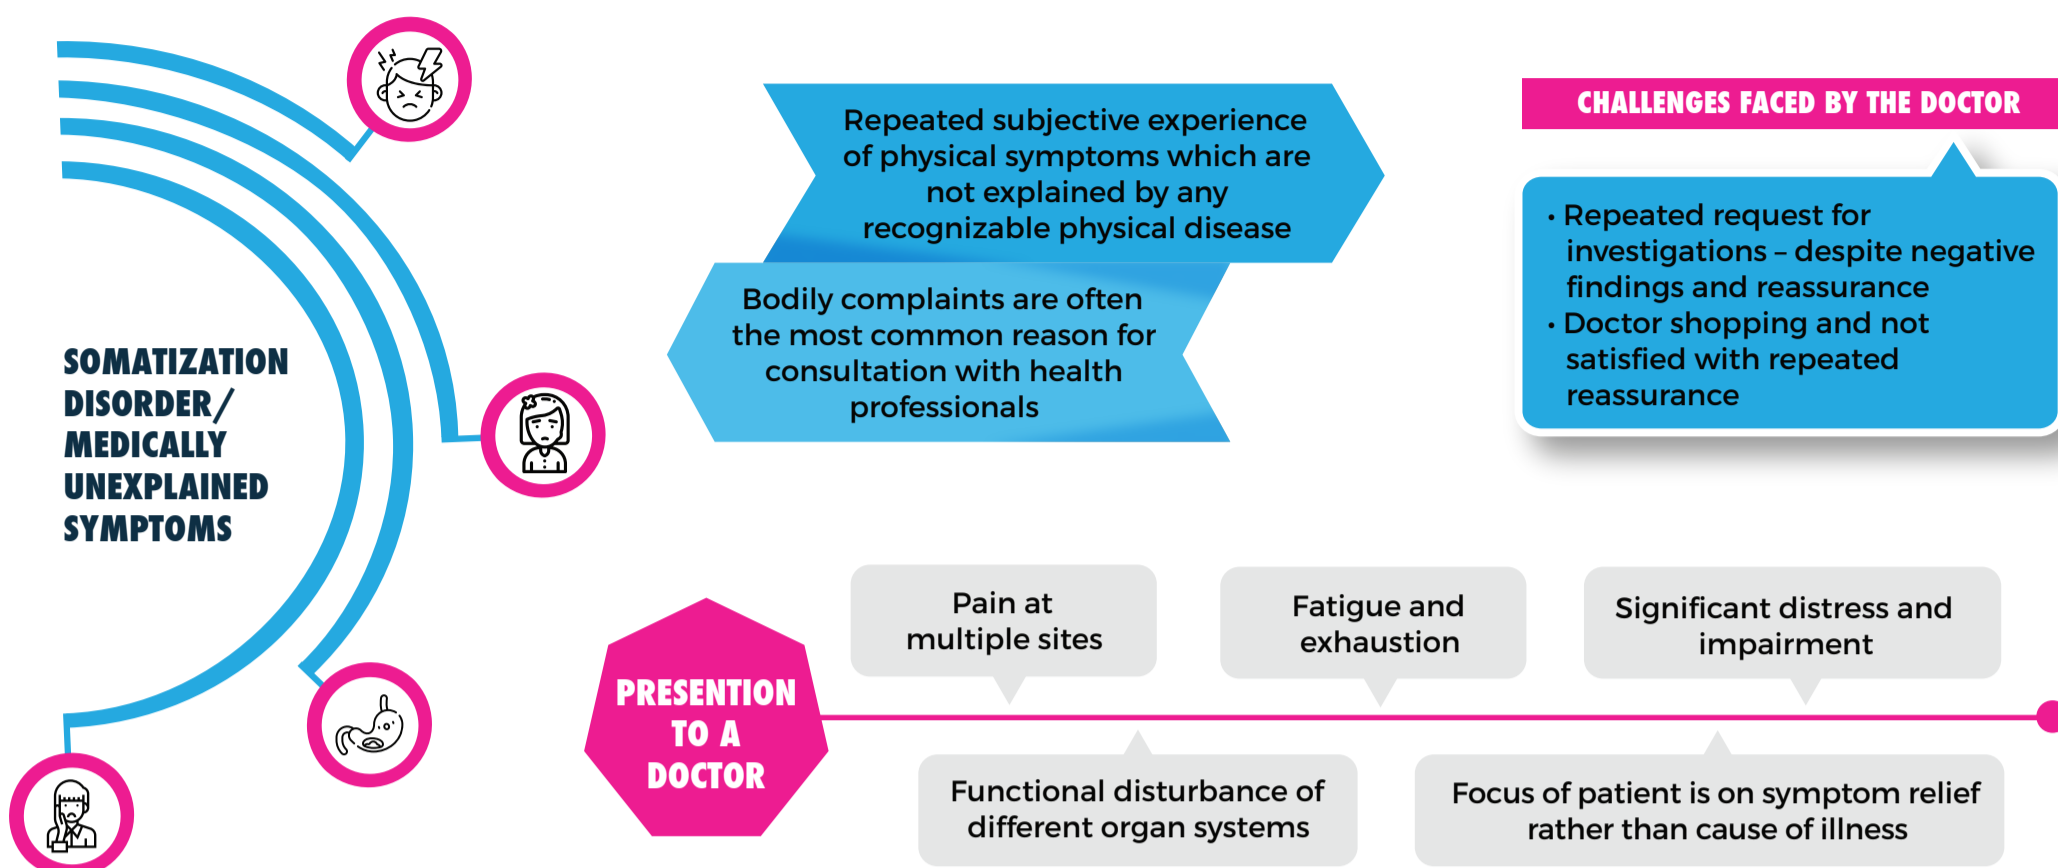 SOMATIZATION
DISORDER/
MEDICALLY
UNEXPLAINED
SYMPTOMS
Repeated subjective experience
of physical symptoms which are
not explained by any
recognizable physical disease
Bodily complaints are often
the most common reason for
consultation with health
professionals
CHALLENGES FACED BY THE DOCTOR
• Repeated request for
investigations – despite negative
findings and reassurance
• Doctor shopping and not
satisfied with repeated
reassurance
PRESENTION
TO A
DOCTOR
Pain at
multiple sites
Fatigue and
exhaustion
Significant distress and
impairment
Functional disturbance of
different organ systems
Focus of patient is on symptom relief
rather than cause of illness